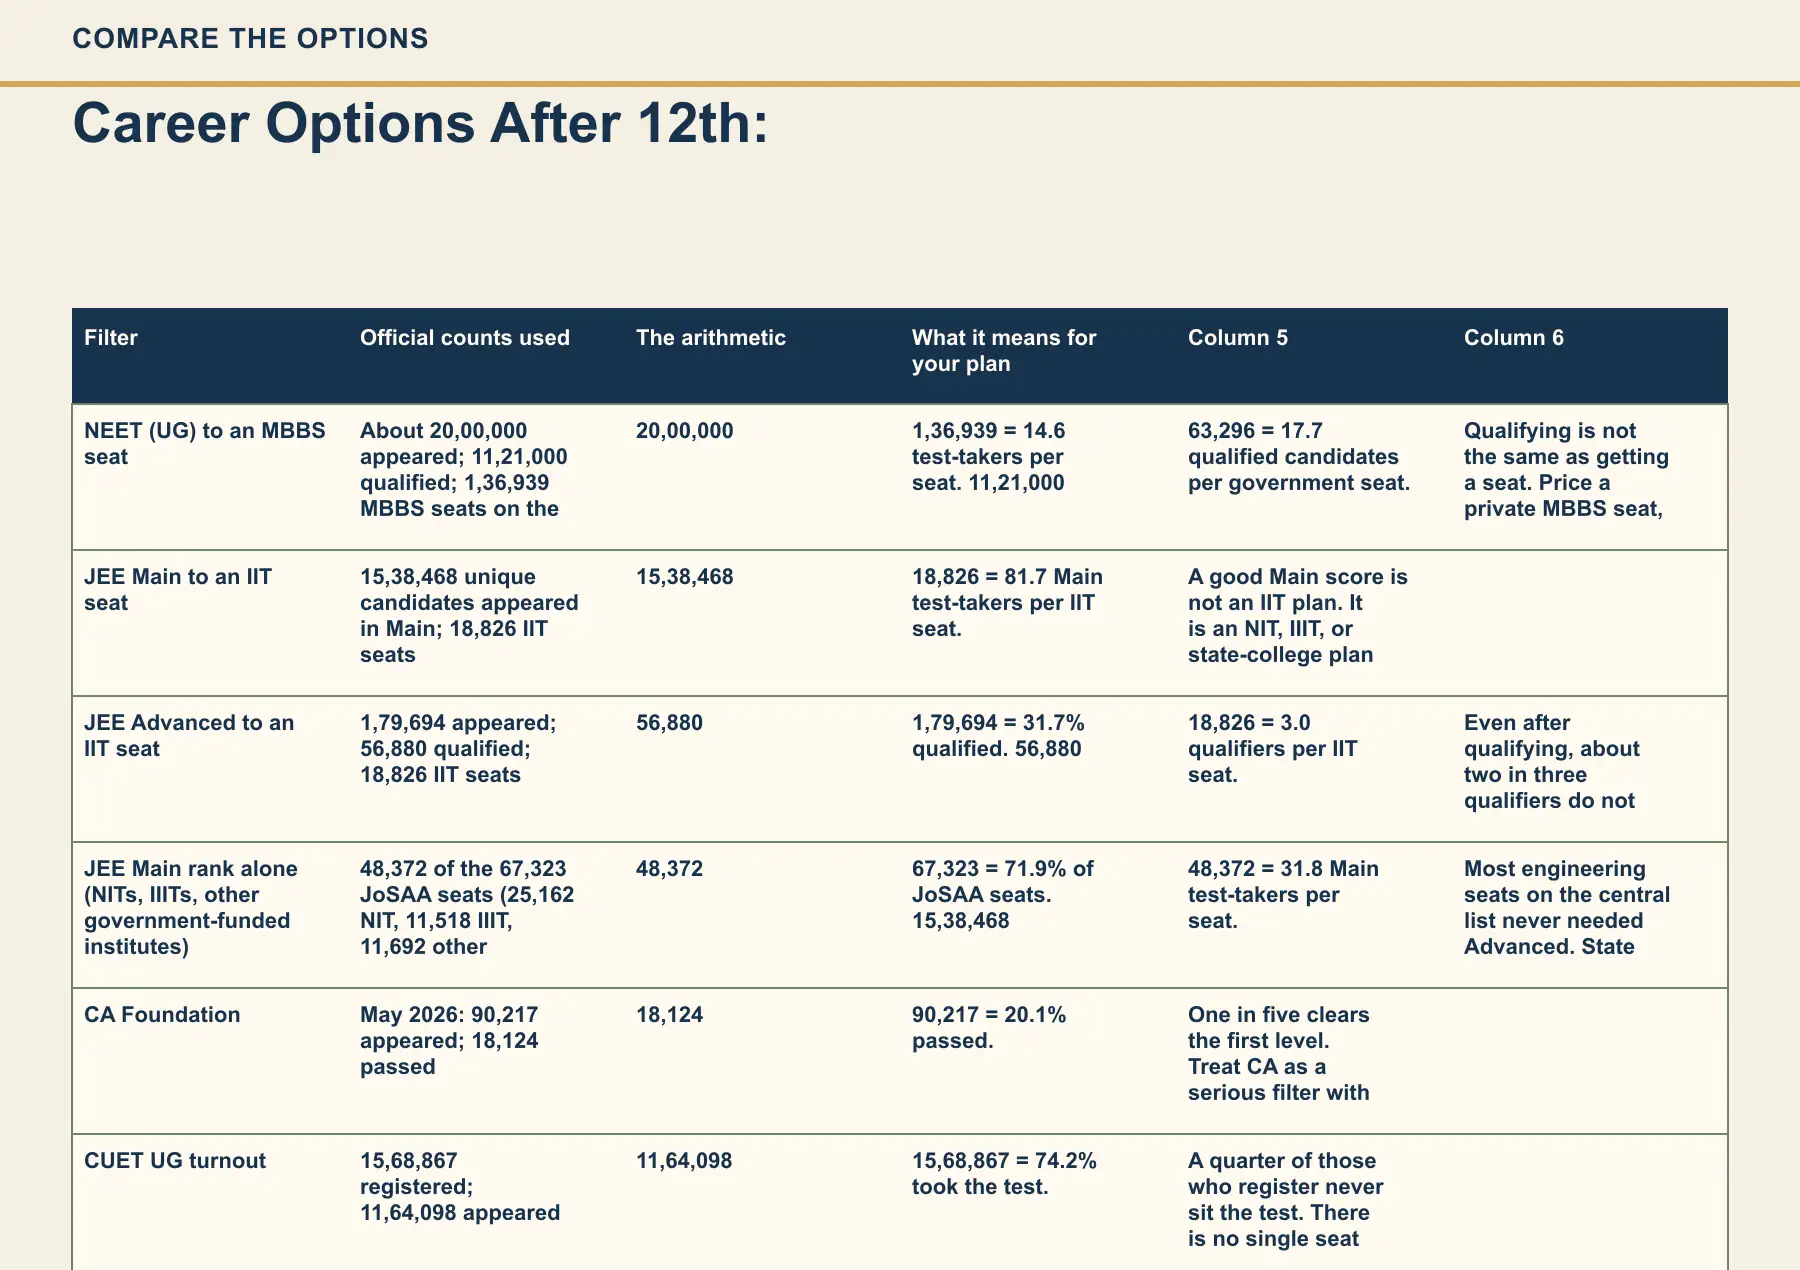 COMPARE THE OPTIONS
Career Options After 12th:
Filter
Official counts used
The arithmetic
What it means for
your plan
Column 5
Column 6
NEET (UG) to an MBBS
seat
About 20,00,000
appeared; 11,21,000
qualified; 1,36,939
MBBS seats on the
20,00,000
1,36,939 = 14.6
test-takers per
seat. 11,21,000
63,296 = 17.7
qualified candidates
per government seat.
Qualifying is not
the same as getting
a seat. Price a
private MBBS seat,
JEE Main to an IIT
seat
15,38,468 unique
candidates appeared
in Main; 18,826 IIT
seats
15,38,468
18,826 = 81.7 Main
test-takers per IIT
seat.
A good Main score is
not an IIT plan. It
is an NIT, IIIT, or
state-college plan
JEE Advanced to an
IIT seat
1,79,694 appeared;
56,880 qualified;
18,826 IIT seats
56,880
1,79,694 = 31.7%
qualified. 56,880
18,826 = 3.0
qualifiers per IIT
seat.
Even after
qualifying, about
two in three
qualifiers do not
JEE Main rank alone
(NITs, IIITs, other
government-funded
institutes)
48,372 of the 67,323
JoSAA seats (25,162
NIT, 11,518 IIIT,
11,692 other
48,372
67,323 = 71.9% of
JoSAA seats.
15,38,468
48,372 = 31.8 Main
test-takers per
seat.
Most engineering
seats on the central
list never needed
Advanced. State
CA Foundation
May 2026: 90,217
appeared; 18,124
passed
18,124
90,217 = 20.1%
passed.
One in five clears
the first level.
Treat CA as a
serious filter with
CUET UG turnout
15,68,867
registered;
11,64,098 appeared
11,64,098
15,68,867 = 74.2%
took the test.
A quarter of those
who register never
sit the test. There
is no single seat